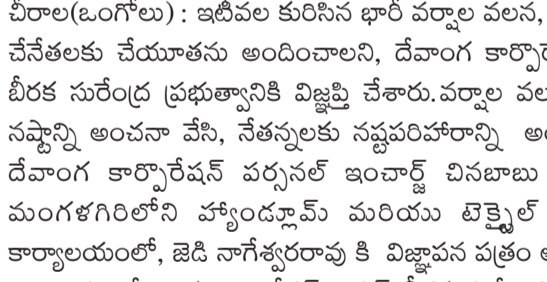 చీరాల(ఒంగోలు) : ఇటీవల కురిసిన భారీ వర్షాల వలన,
చేనేతలకు చేయూతను అందించాలని, దేవాంగ
బీరక సురేంద్ర ప్రభుత్వానికి విజ్ఞప్తి చేశారు.వర్షాల
నష్టాన్ని అంచనా వేసి, నేతన్నలకు నష్టపరిహారాన్ని
దేవాంగ కార్పొరేషన్ పర్సనల్ ఇంచార్జ్ చినబాబు
మంగళగిరిలోని హ్యాండ్లూమ్ మరియు టెక్స్టైల్
కార్యాలయంలో, జెడి నాగేశ్వరరావు కి విజ్ఞాపన పత్రం